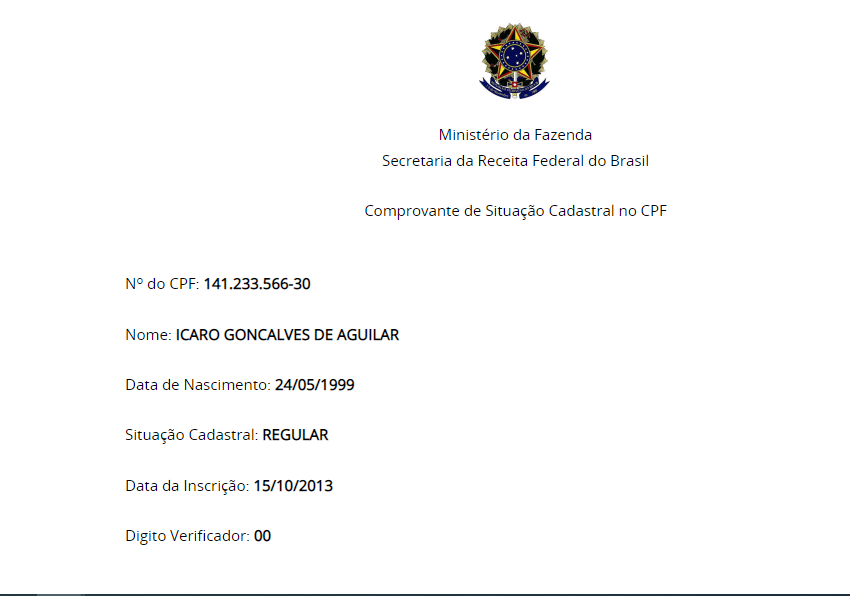 Ministério da Fazenda
Secretaria da Receita Federal do Brasil
Comprovante de Situação Cadastral no CPF
Nº do CPF: 141.233.566-30
Nome: ICARO GONCALVES DE AGUILAR
Data de Nascimento: 24/05/1999
Situação Cadastral: REGULAR
Data da Inscrição: 15/10/2013
Digito Verificador: 00